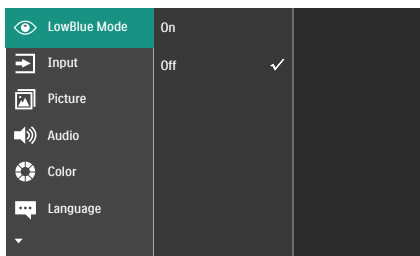 LowBlue Mode
On
Input
Off
Picture
Audio
Color
Language